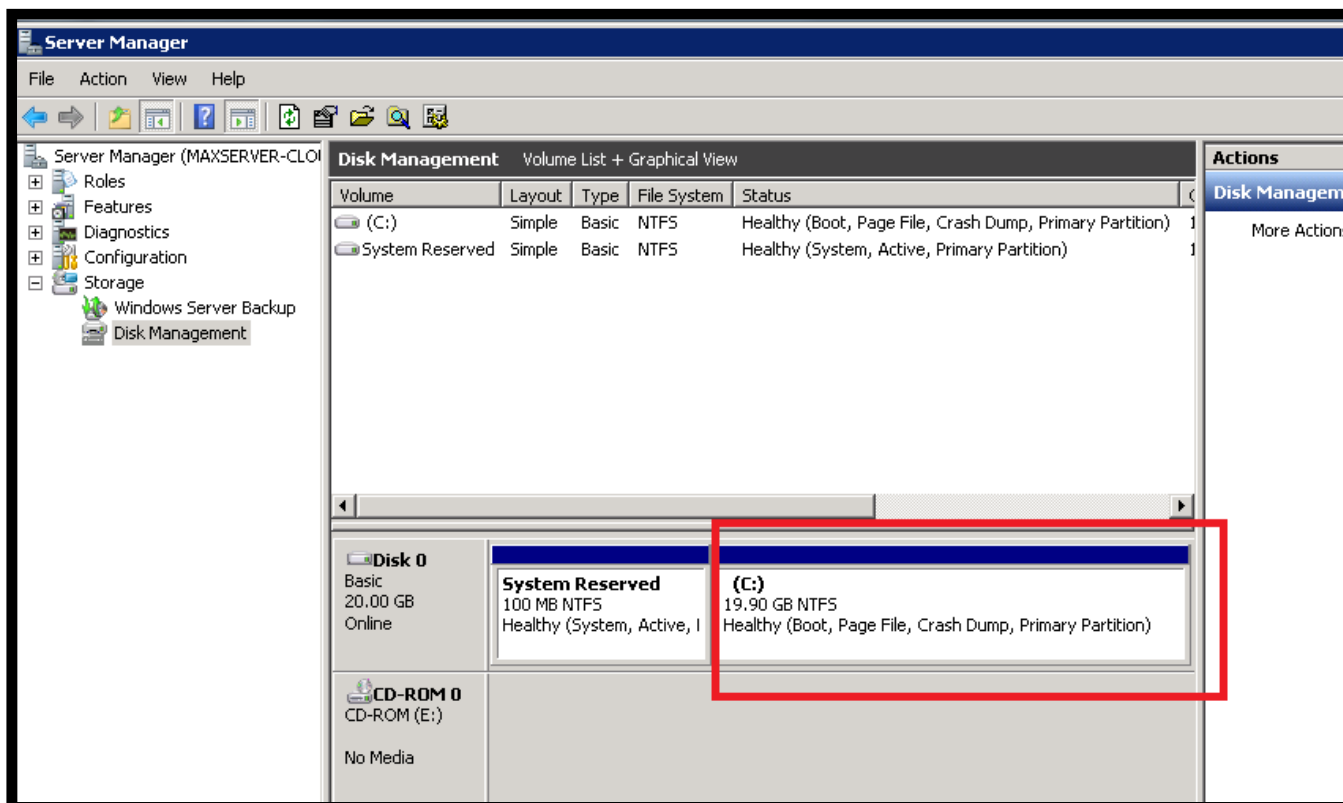 Server Manager
File Action View Help
Server Manager (MAXSERVER-CLO
Roles
Features
Diagnostics
Configuration
Storage
Windows Server Backup
Disk Management
Disk Management Volume List + Graphical View
Volume Layout Type File System Status
(C:) Simple Basic NTFS Healthy (Boot, Page File, Crash Dump, Primary Partition)
System Reserved Simple Basic NTFS Healthy (System, Active, Primary Partition)
Disk 0
Basic
20.00 GB
Online
System Reserved
100 MB NTFS
Healthy (System, Active,
(C:)
19.90 GB NTFS
Healthy (Boot, Page File, Crash Dump, Primary Partition)
CD-ROM 0
CD-ROM (E:)
No Media
Actions
Disk Managem
More Action